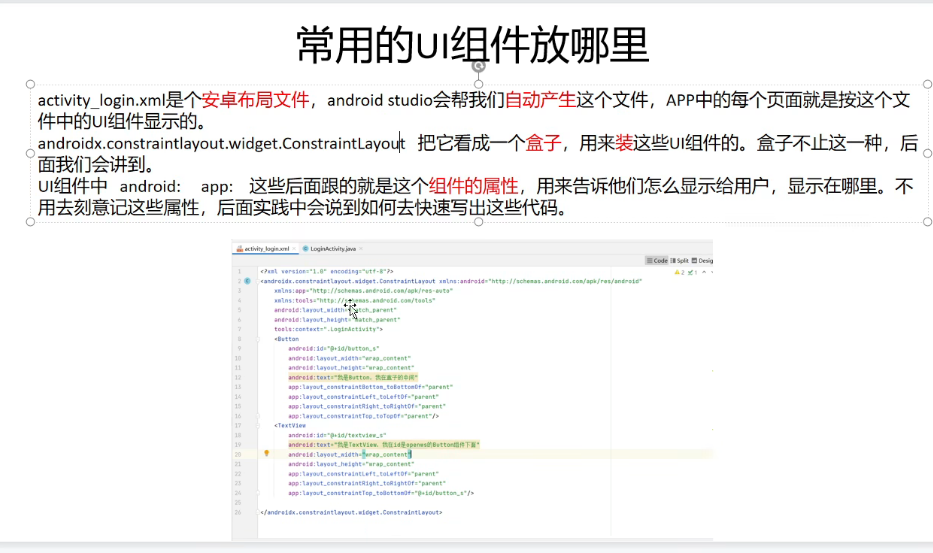 常用的UI组件放哪里
activity_login.xml是个安卓布局文件，android studio会帮我们自动产生这个文件，APP中的每个页面就是按这个文
件中的UI组件显示的。
androidx.constraintlayout.widget.ConstraintLayout 把它看成一个盒子，用来装这些UI组件的。盒子不止这一种，后
面我们会讲到。
UI组件中 android: app: 这些后面跟的就是这个组件的属性，用来告诉他们怎么显示给用户，显示在哪里。不
用去刻意记这些属性，后面实践中会说到如何去快速写出这些代码。
activity_login.xml LoginActivity.java
Code Split Desig
2 1
1 <?xml version="1.0" encoding="utf-8"?>
2 <androidx.constraintlayout.widget.ConstraintLayout xmlns:android="http://schemas.android.com/apk/res/android"
3 xmlns:app="http://schemas.android.com/apk/res-auto"
4 xmlns:tools="http://schemas.android.com/tools"
5 android:layout_width="match_parent"
6 android:layout_height="match_parent"
7 tools:context=".LoginActivity">
8 <Button
9 android:id="@+id/button_s"
10 android:layout_width="wrap_content"
11 android:layout_height="wrap_content"
12 android:text="我是Button，我在盒子的中间"
13 app:layout_constraintBottom_toBottomOf="parent"
14 app:layout_constraintLeft_toLeftOf="parent"
15 app:layout_constraintRight_toRightOf="parent"
16 app:layout_constraintTop_toTopOf="parent"/>
17 <TextView
18 android:id="@+id/textview_s"
19 android:text="我是TextView，我在id是spanes的Button组件下面"
20 android:layout_width="wrap_content"
21 android:layout_height="wrap_content"
22 app:layout_constraintLeft_toLeftOf="parent"
23 app:layout_constraintRight_toRightOf="parent"
24 app:layout_constraintTop_toBottomOf="@+id/button_s"/>
25
26 </androidx.constraintlayout.widget.ConstraintLayout>